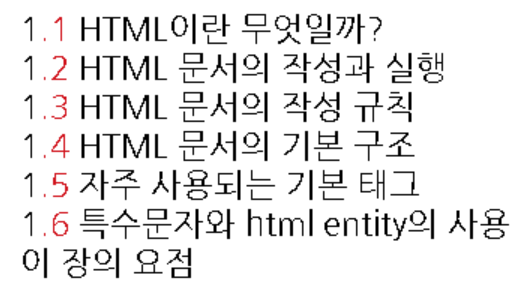 1.1 HTML이란 무엇일까?
1.2 HTML 문서의 작성과 실행
1.3 HTML 문서의 작성 규칙
1.4 HTML 문서의 기본 구조
1.5 자주 사용되는 기본 태그
1.6 특수문자와 html entity의 사용
이 장의 요점